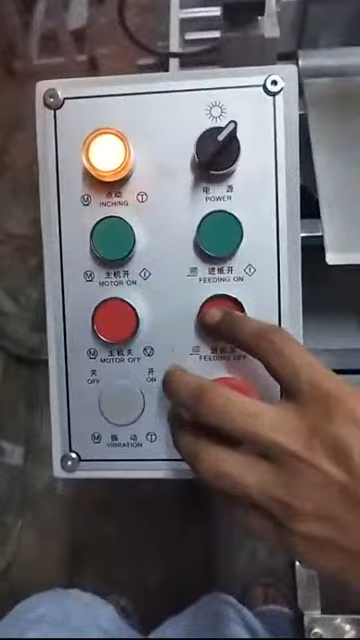 点动
Ⓜ INCHING Ⓣ
电 源
POWER
Ⓜ 主机开
MOTOR ON
进纸开
FEEDING ON
Ⓜ 主机关
MOTOR OFF
FEEDING OFF
关 开
OFF ON
Ⓜ 振 动 Ⓣ
VIBRATION